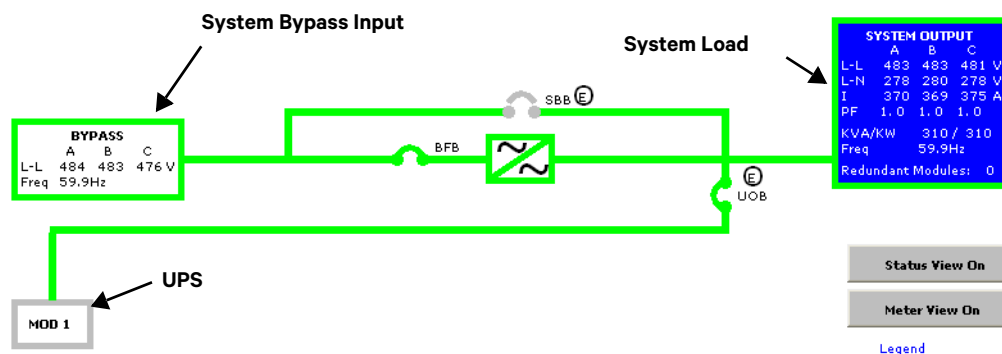 System Bypass Input
System Load
SYSTEM OUTPUT
A B C
L-L 483 483 481 V
L-N 278 280 278 V
I 370 369 375 A
PF 1.0 1.0 1.0
KVA/KW 310 / 310
Freq 59.9Hz
Redundant Modules: 0
SBB E
BYPASS
A B C
L-L 484 483 476 V
Freq 59.9Hz
BFB
E
UOB
UPS
MOD 1
Status View On
Meter View On
Legend